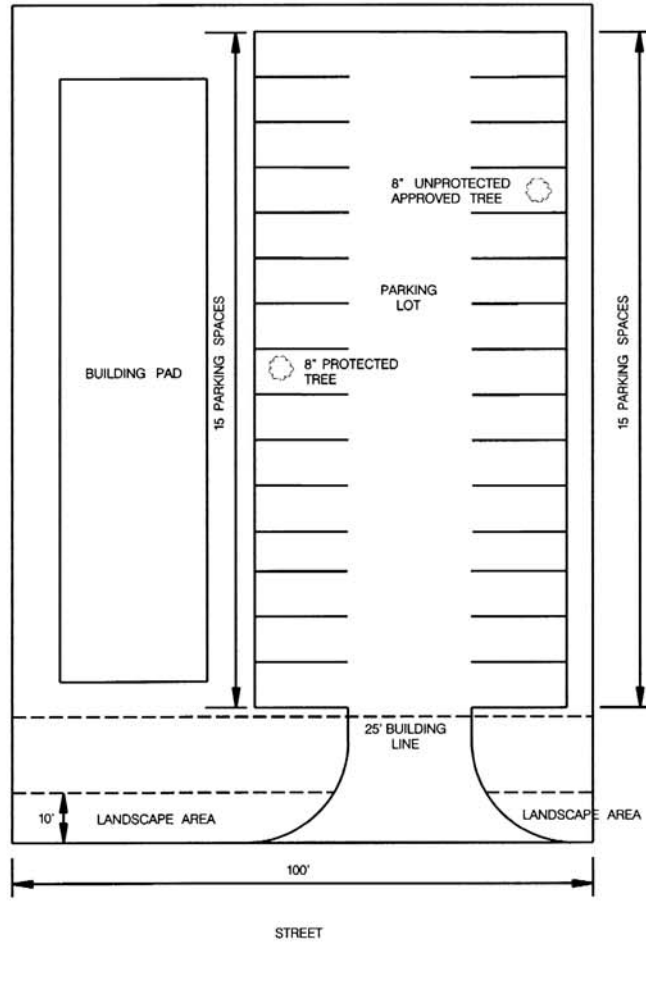 8" UNPROTECTED
APPROVED TREE
PARKING
LOT
15 PARKING SPACES
15 PARKING SPACES
BUILDING PAD
8" PROTECTED
TREE
25' BUILDING
LINE
10'
LANDSCAPE AREA
LANDSCAPE AREA
100'
STREET